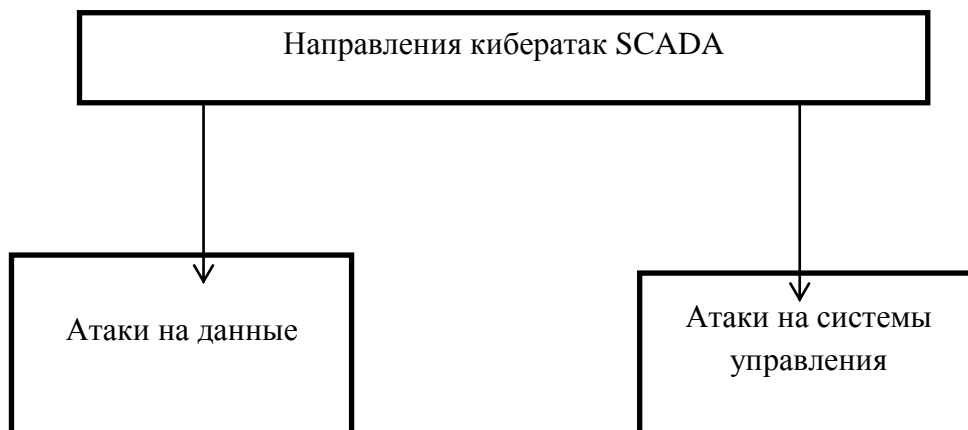 Направления кибератак SCADA
Атаки на данные
Атаки на системы
управления